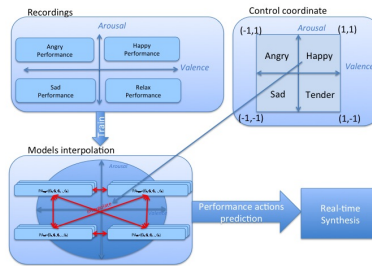 Recordings
Arousal
Angry
Performance
Happy
Performance
Valence
Sad
Performance
Relax
Performance
Control coordinate
(-1,1)
Arousal
(1,1)
Angry
Happy
Valence
Sad
Tender
(-1,-1)
(1,-1)
Train
Models interpolation
Arousal
Performance actions
prediction
Real-time
Synthesis